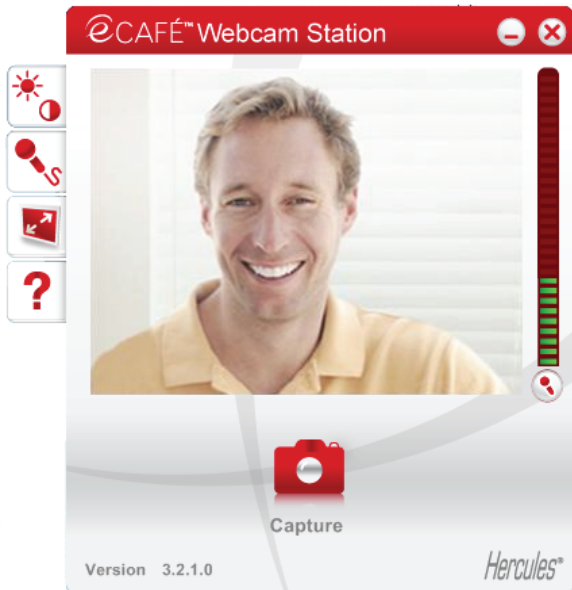 eCAFÉ™ Webcam Station
?
Capture
Version 3.2.1.0
Hercules®